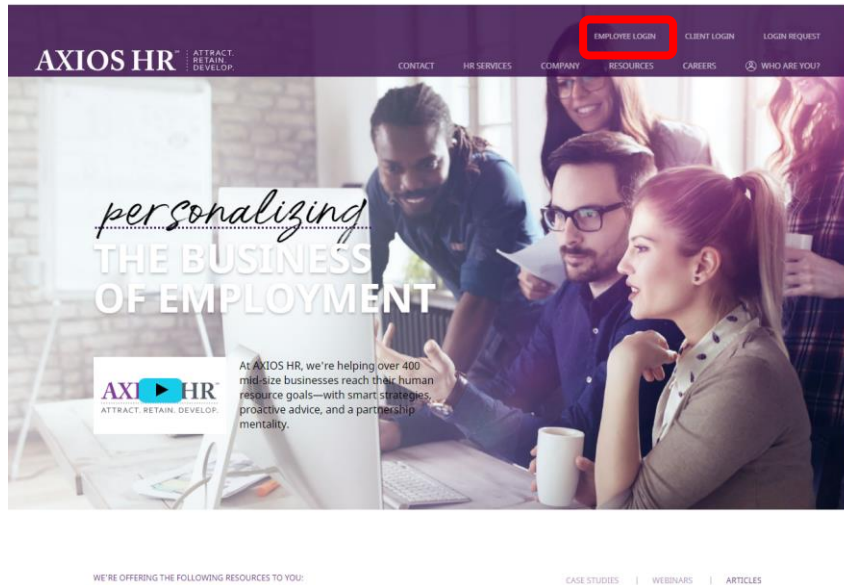 EMPLOYEE LOGIN CLIENT LOGIN LOGIN REQUEST
AXIOS HR™ ATTRACT.
RETAIN.
DEVELOP.
CONTACT HR SERVICES COMPANY RESOURCES CAREERS WHO ARE YOU?
personalizing
THE BUSINESS
OF EMPLOYMENT
AXI HR
ATTRACT. RETAIN. DEVELOP.
At AXIOS HR, we're helping over 400
mid-size businesses reach their human
resource goals—with smart strategies,
proactive advice, and a partnership
mentality.
WE'RE OFFERING THE FOLLOWING RESOURCES TO YOU:
CASE STUDIES | WEBINARS | ARTICLES